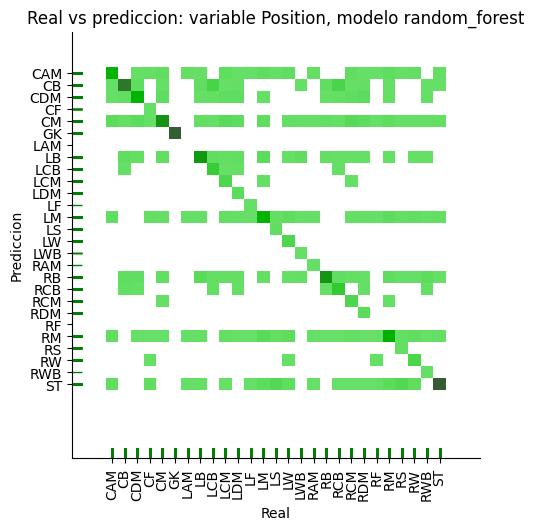 Real vs prediccion: variable Position, modelo random_forest
Prediccion
CAM
CB
CDM
CF
CM
GK
LAM
LB
LCB
LCM
LDM
LF
LM
LS
LW
LWB
RAM
RB
RCB
RCM
RDM
RF
RM
RS
RW
RWB
ST
CAM
CB
CDM
CF
CM
GK
LAM
LB
LCB
LCM
LDM
LF
LM
LS
LW
LWB
RAM
RB
RCB
RCM
RDM
RF
RM
RS
RW
RWB
ST
Real